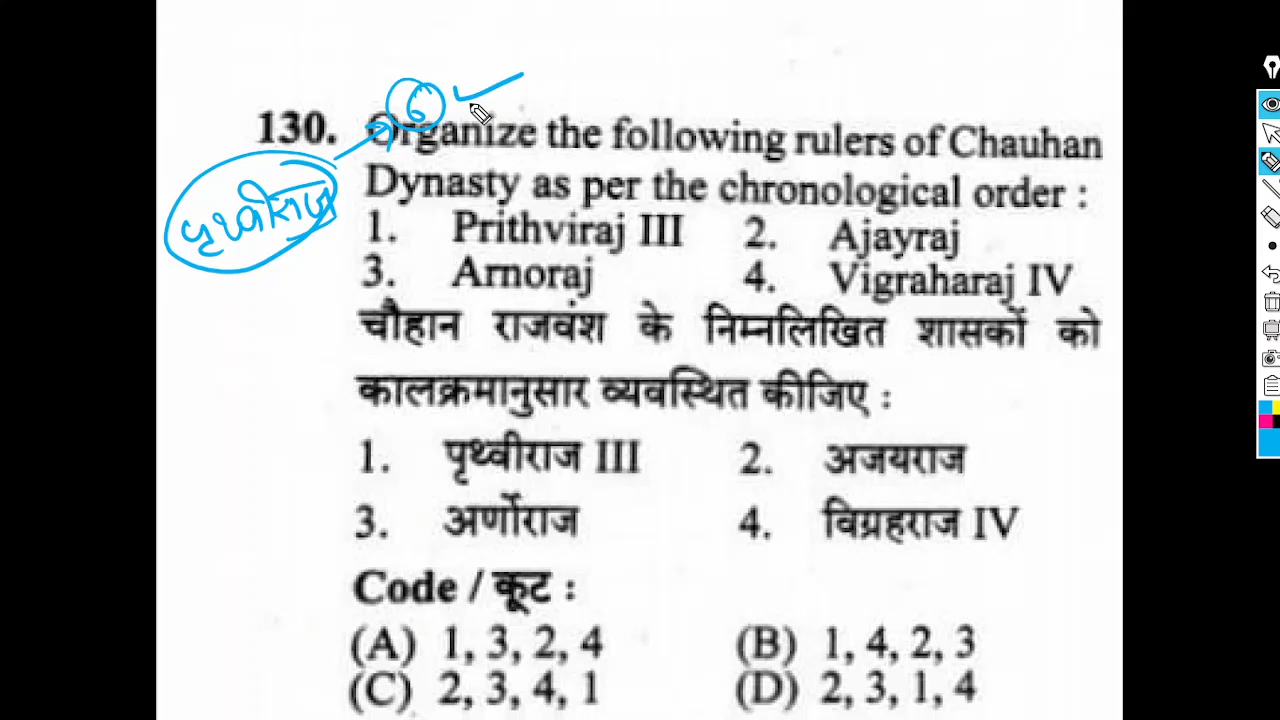 6
130. Organize the following rulers of Chauhan
पृथ्वीराज
Dynasty as per the chronological order :
1. Prithviraj III 2. Ajayraj
3. Arnoraj 4. Vigraharaj IV
चौहान राजवंश के निम्नलिखित शासकों को
कालक्रमानुसार व्यवस्थित कीजिए :
1. पृथ्वीराज III 2. अजयराज
3. अर्णोराज 4. विग्रहराज IV
Code / कूट :
(A) 1, 3, 2, 4 (B) 1, 4, 2, 3
(C) 2, 3, 4, 1 (D) 2, 3, 1, 4